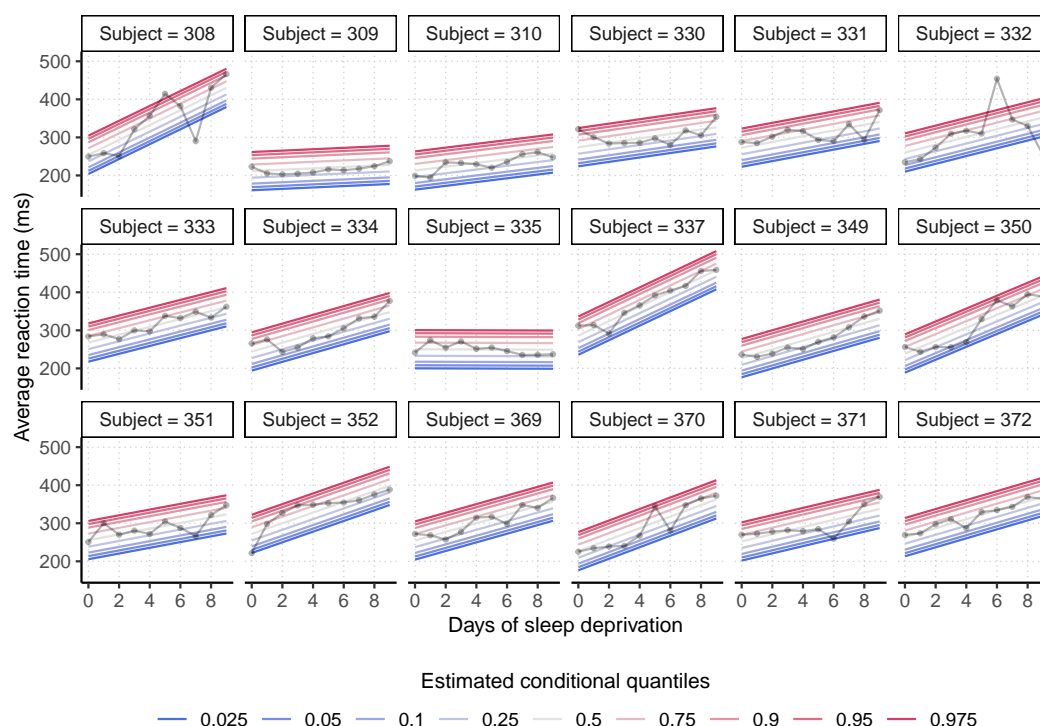 Subject = 308 Subject = 309 Subject = 310 Subject = 330 Subject = 331 Subject = 332
500
400
300
200
Subject = 333 Subject = 334 Subject = 335 Subject = 337 Subject = 349 Subject = 350
500
400
300
200
Subject = 351 Subject = 352 Subject = 369 Subject = 370 Subject = 371 Subject = 372
500
400
300
200
0 2 4 6 8 0 2 4 6 8 0 2 4 6 8 0 2 4 6 8 0 2 4 6 8 0 2 4 6 8
Average reaction time (ms)
Days of sleep deprivation
Estimated conditional quantiles
0.025 0.05 0.1 0.25 0.5 0.75 0.9 0.95 0.975